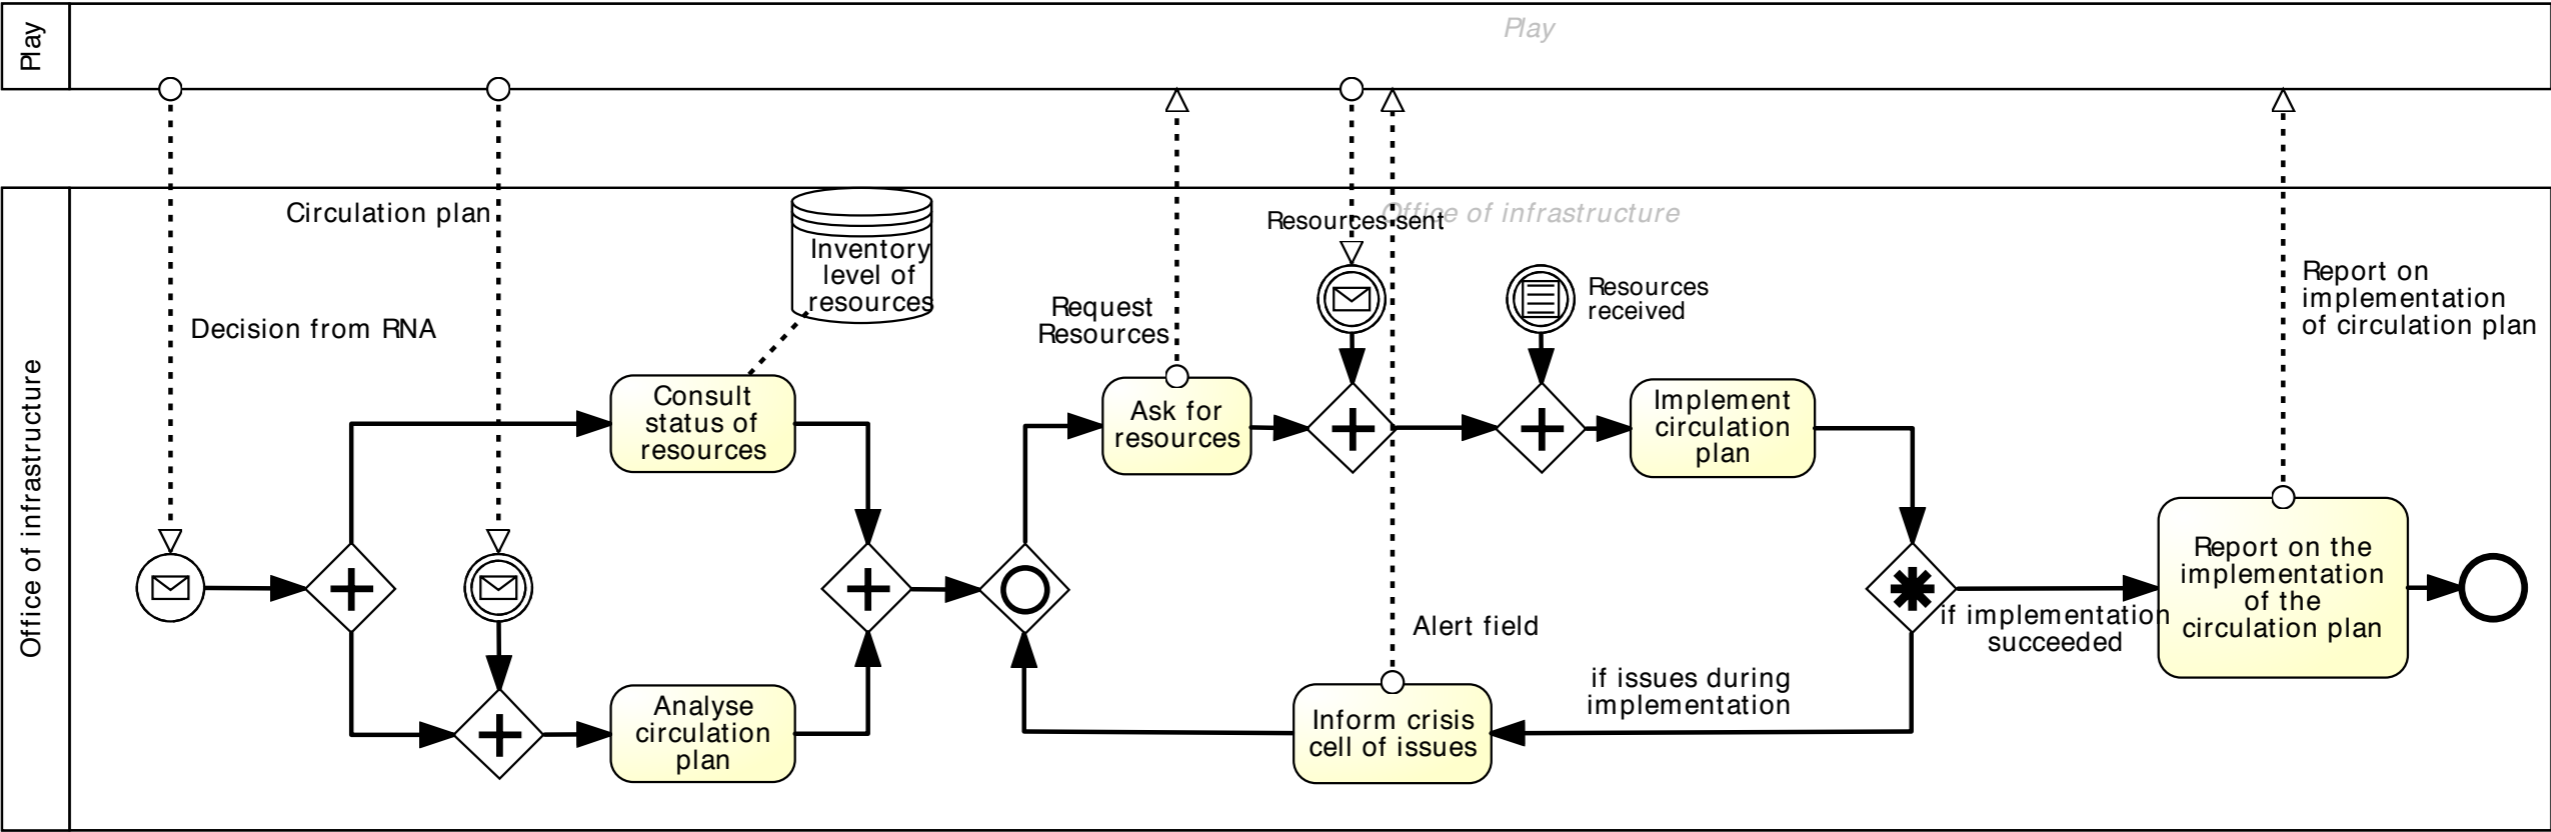 Play
Play
Office of infrastructure
Office of infrastructure
Circulation plan
Decision from RNA
Inventory
level of
resources
Consult
status of
resources
Analyse
circulation
plan
Request
Resources
Ask for
resources
Resources sent
Resources
received
Implement
circulation
plan
Alert field
Inform crisis
cell of issues
if issues during
implementation
if implementation
succeeded
Report on the
implementation
of the
circulation plan
Report on
implementation
of circulation plan